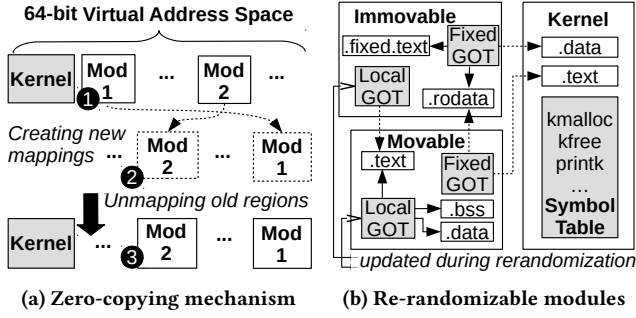 64-bit Virtual Address Space
Kernel
Mod
1
...
Mod
2
...
1
Creating new
mappings
...
Mod
2
...
Mod
1
2
Unmapping old regions
Kernel
...
Mod
2
...
Mod
1
3
(a) Zero-copying mechanism
Immovable
.fixed.text
Fixed
GOT
Local
GOT
.rodata
Movable
.text
Fixed
GOT
Local
GOT
.bss
.data
Kernel
.data
.text
kmalloc
kfree
printk
...
Symbol
Table
updated during rerandomization
(b) Re-randomizable modules